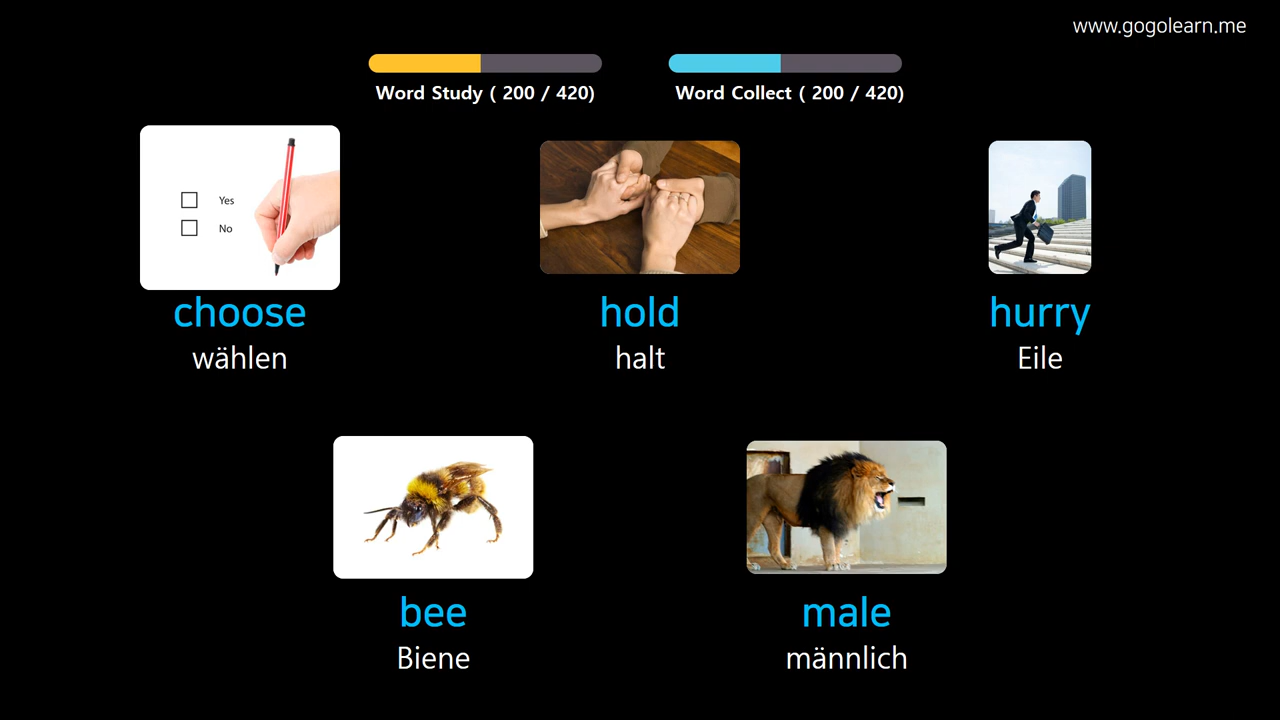 www.gogolearn.me
Word Study ( 200 / 420)
Word Collect ( 200 / 420)
Yes
No
choose
wählen
hold
halt
hurry
Eile
bee
Biene
male
männlich